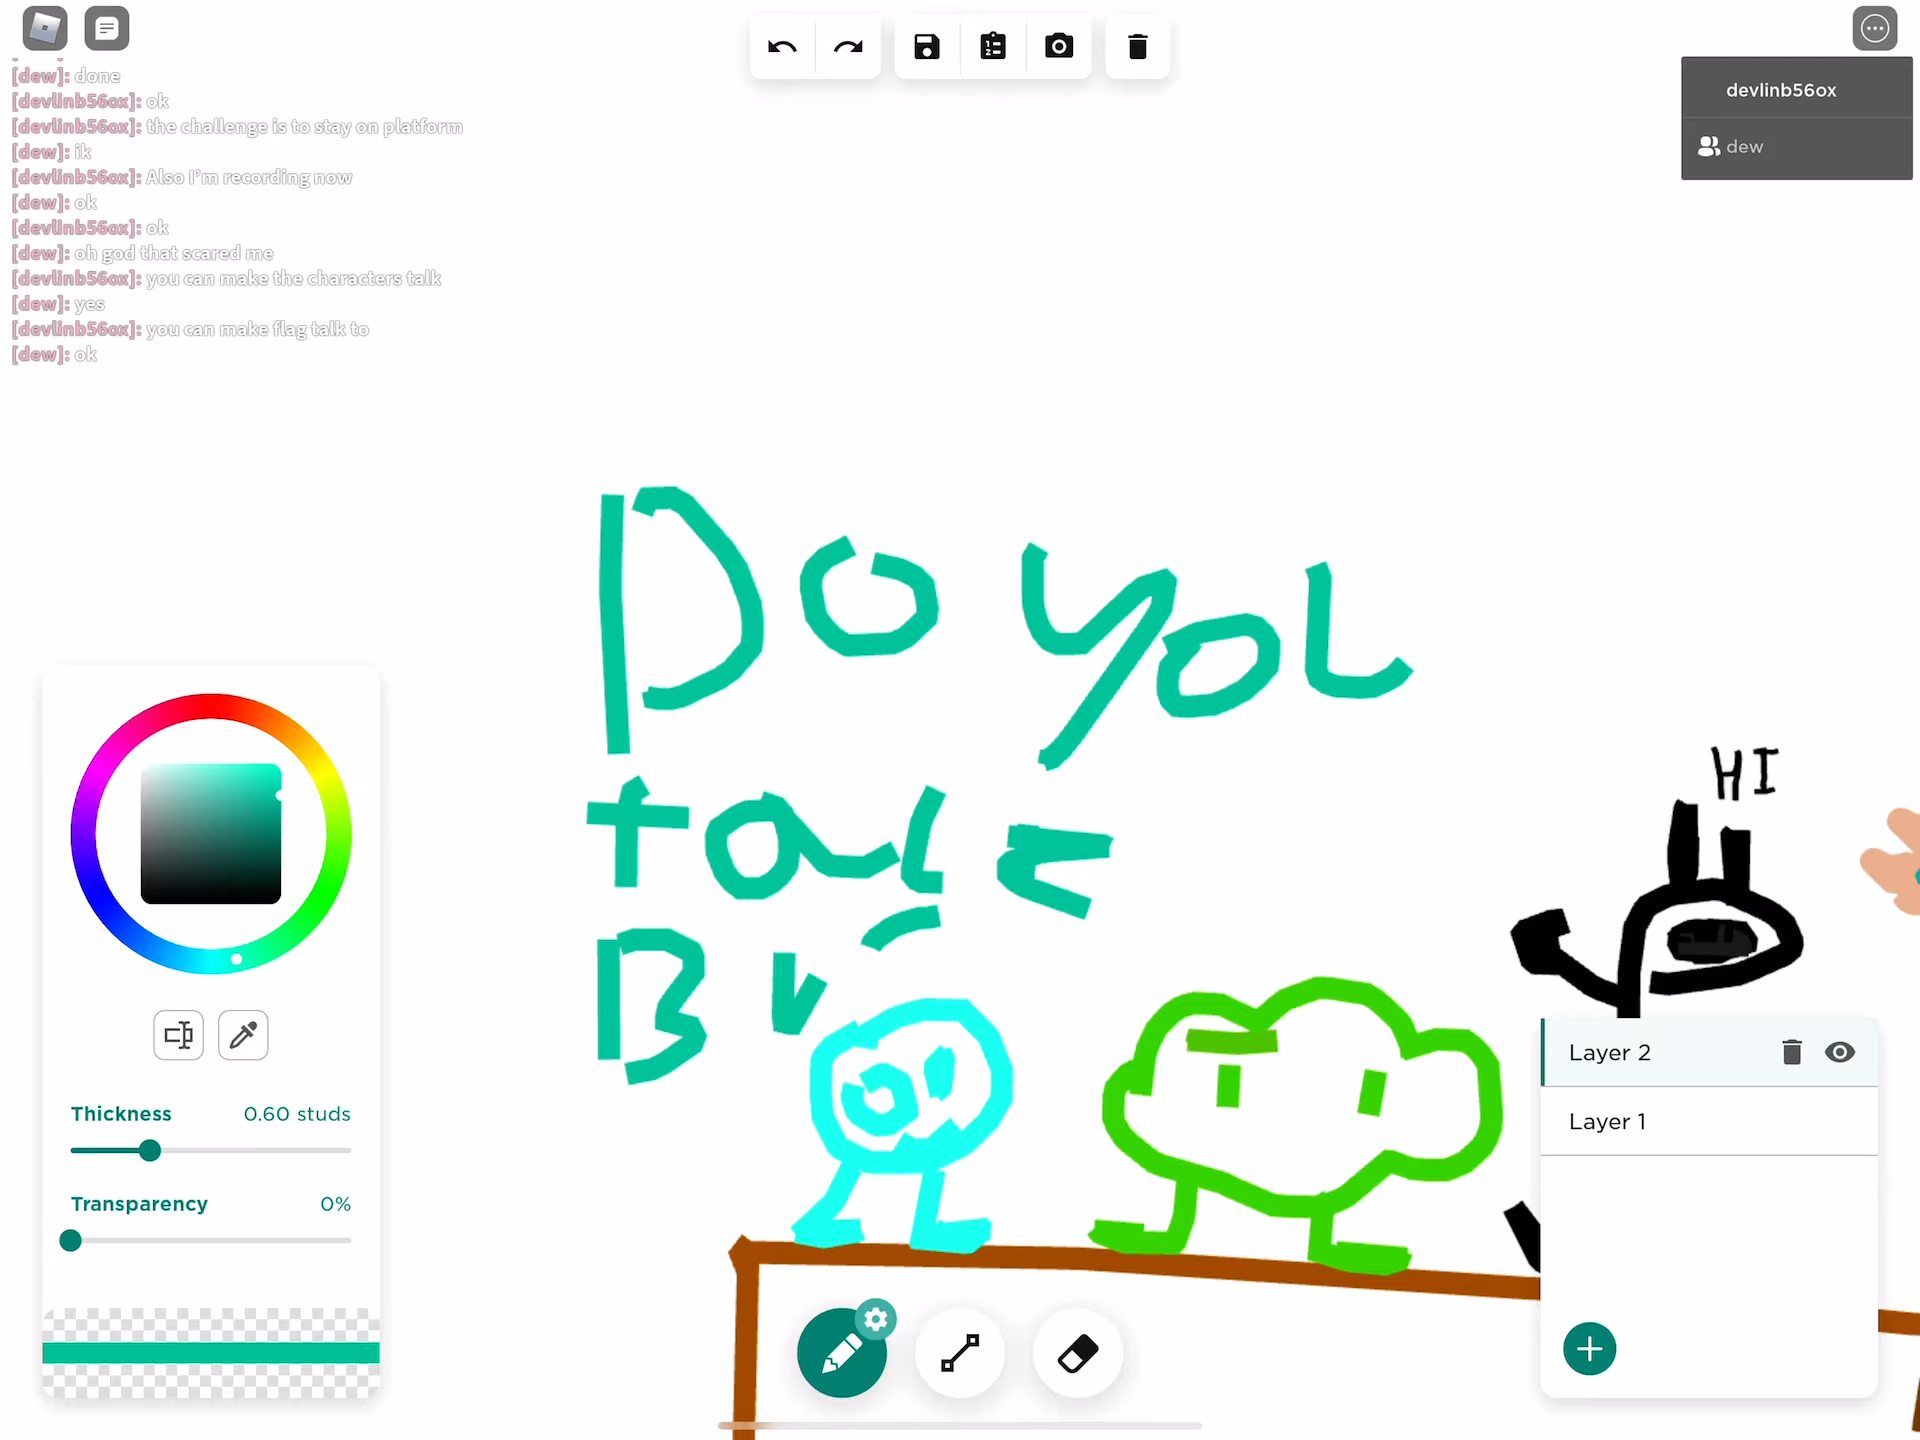 [dew]: done
[devlinb56ox]: ok
[devlinb56ox]: the challenge is to stay on platform
[dew]: ik
[devlinb56ox]: Also I'm recording now
[dew]: ok
[devlinb56ox]: ok
[dew]: oh god that scared me
[devlinb56ox]: you can make the characters talk
[dew]: yes
[devlinb56ox]: you can make flag talk to
[dew]: ok
devlinb56ox
dew
Do you
talk
HI
Thickness 0.60 studs
Transparency 0%
Layer 2
Layer 1